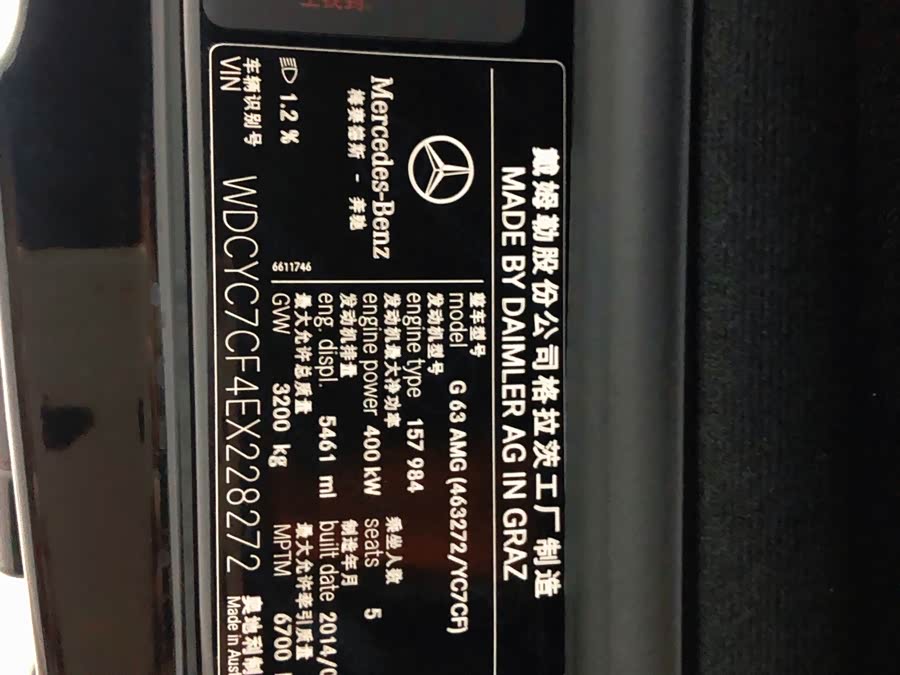 戴姆勒股份公司格拉茨工厂制造
MADE BY DAIMLER AG IN GRAZ
Mercedes-Benz
梅赛德斯 - 奔驰
1.2 %
6611746
整车型号
model G 63 AMG (463272/YC7CF)
发动机型号
engine type 157 984
发动机最大净功率
engine power 400 kW
乘坐人数
seats 5
发动机排量
eng. displ. 5461 ml
制造年月
built date 2014/0
最大允许总质量
GVW 3200 kg
最大允许牵引质量
MPTM 6700
车辆识别号
VIN WDCYC7CF4EX228272
奥地利制
Made in Aust